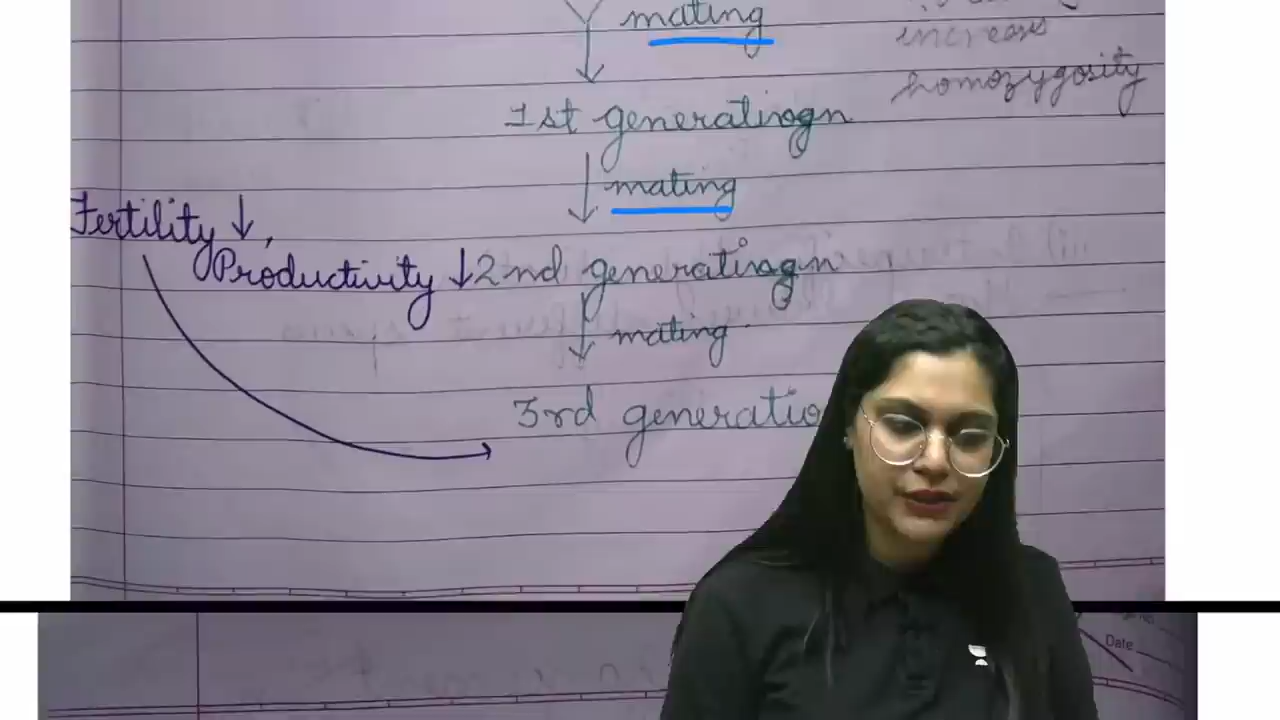 mating
increase
homozygosity
1st generatiogn
mating
Fertility ↓,
Productivity ↓ 2nd generatiogn
mating
3rd generatio
Date